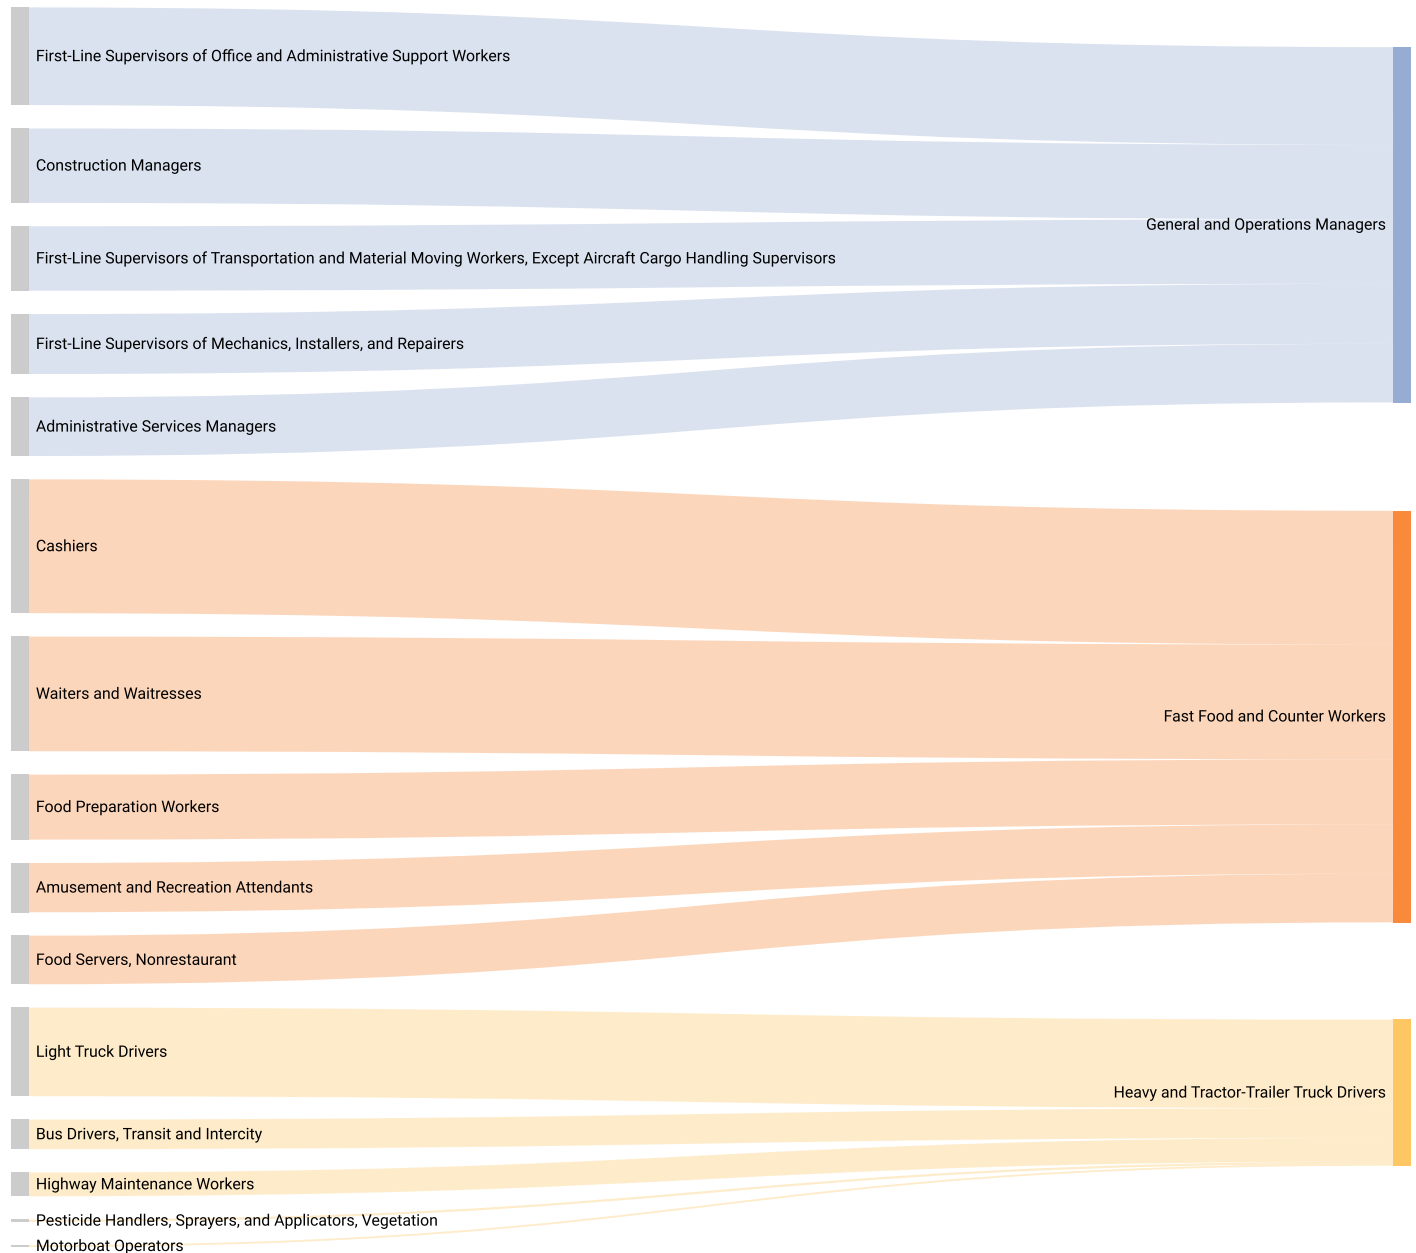 First-Line Supervisors of Office and Administrative Support Workers
Construction Managers
General and Operations Managers
First-Line Supervisors of Transportation and Material Moving Workers, Except Aircraft Cargo Handling Supervisors
First-Line Supervisors of Mechanics, Installers, and Repairers
Administrative Services Managers
Cashiers
Waiters and Waitresses
Fast Food and Counter Workers
Food Preparation Workers
Amusement and Recreation Attendants
Food Servers, Nonrestaurant
Light Truck Drivers
Heavy and Tractor-Trailer Truck Drivers
Bus Drivers, Transit and Intercity
Highway Maintenance Workers
Pesticide Handlers, Sprayers, and Applicators, Vegetation
Motorboat Operators